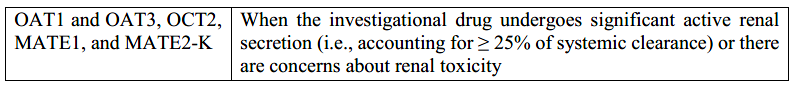 OAT1 and OAT3, OCT2,
MATE1, and MATE2-K
When the investigational drug undergoes significant active renal
secretion (i.e., accounting for ≥ 25% of systemic clearance) or there
are concerns about renal toxicity